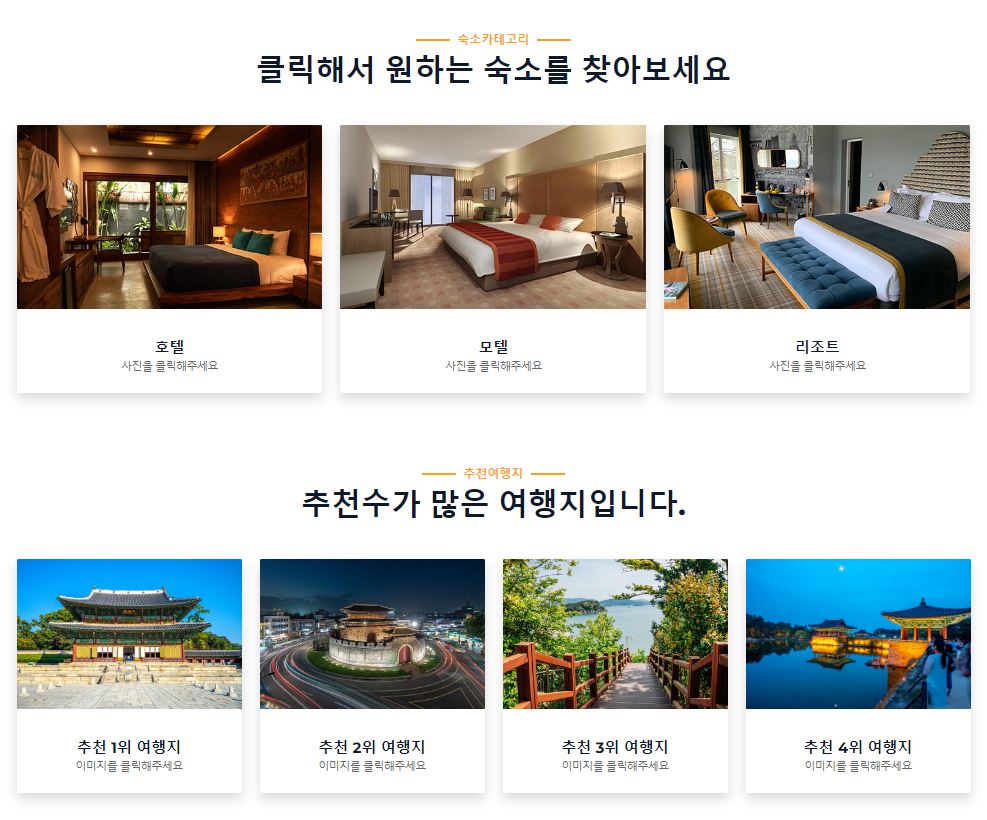 숙소카테고리
클릭해서 원하는 숙소를 찾아보세요
호텔
사진을 클릭해주세요
모텔
사진을 클릭해주세요
리조트
사진을 클릭해주세요
추천여행지
추천수가 많은 여행지입니다.
추천 1위 여행지
이미지를 클릭해주세요
추천 2위 여행지
이미지를 클릭해주세요
추천 3위 여행지
이미지를 클릭해주세요
추천 4위 여행지
이미지를 클릭해주세요